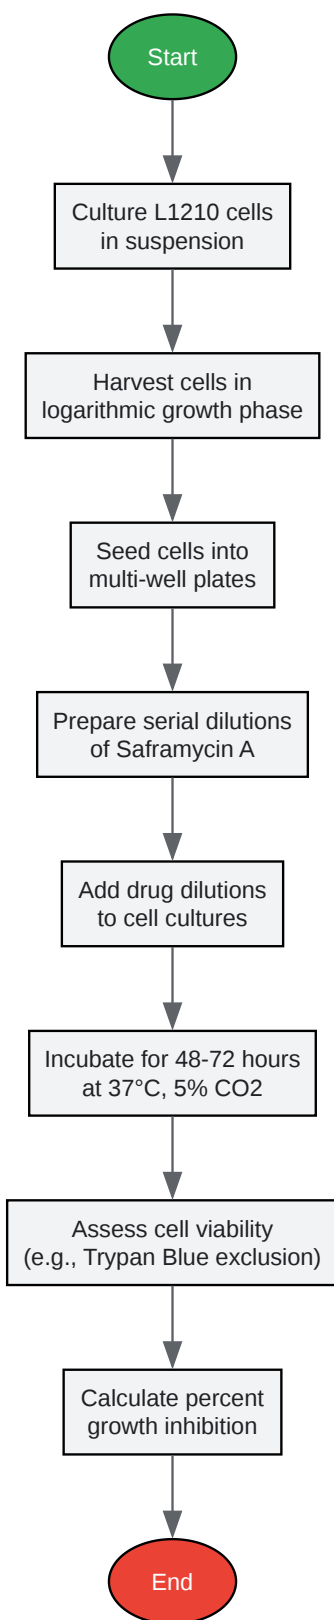 Start
Culture L1210 cells
in suspension
Harvest cells in
logarithmic growth phase
Seed cells into
multi-well plates
Prepare serial dilutions
of Saframycin A
Add drug dilutions
to cell cultures
Incubate for 48-72 hours
at 37°C, 5% CO2
Assess cell viability
(e.g., Trypan Blue exclusion)
Calculate percent
growth inhibition
End